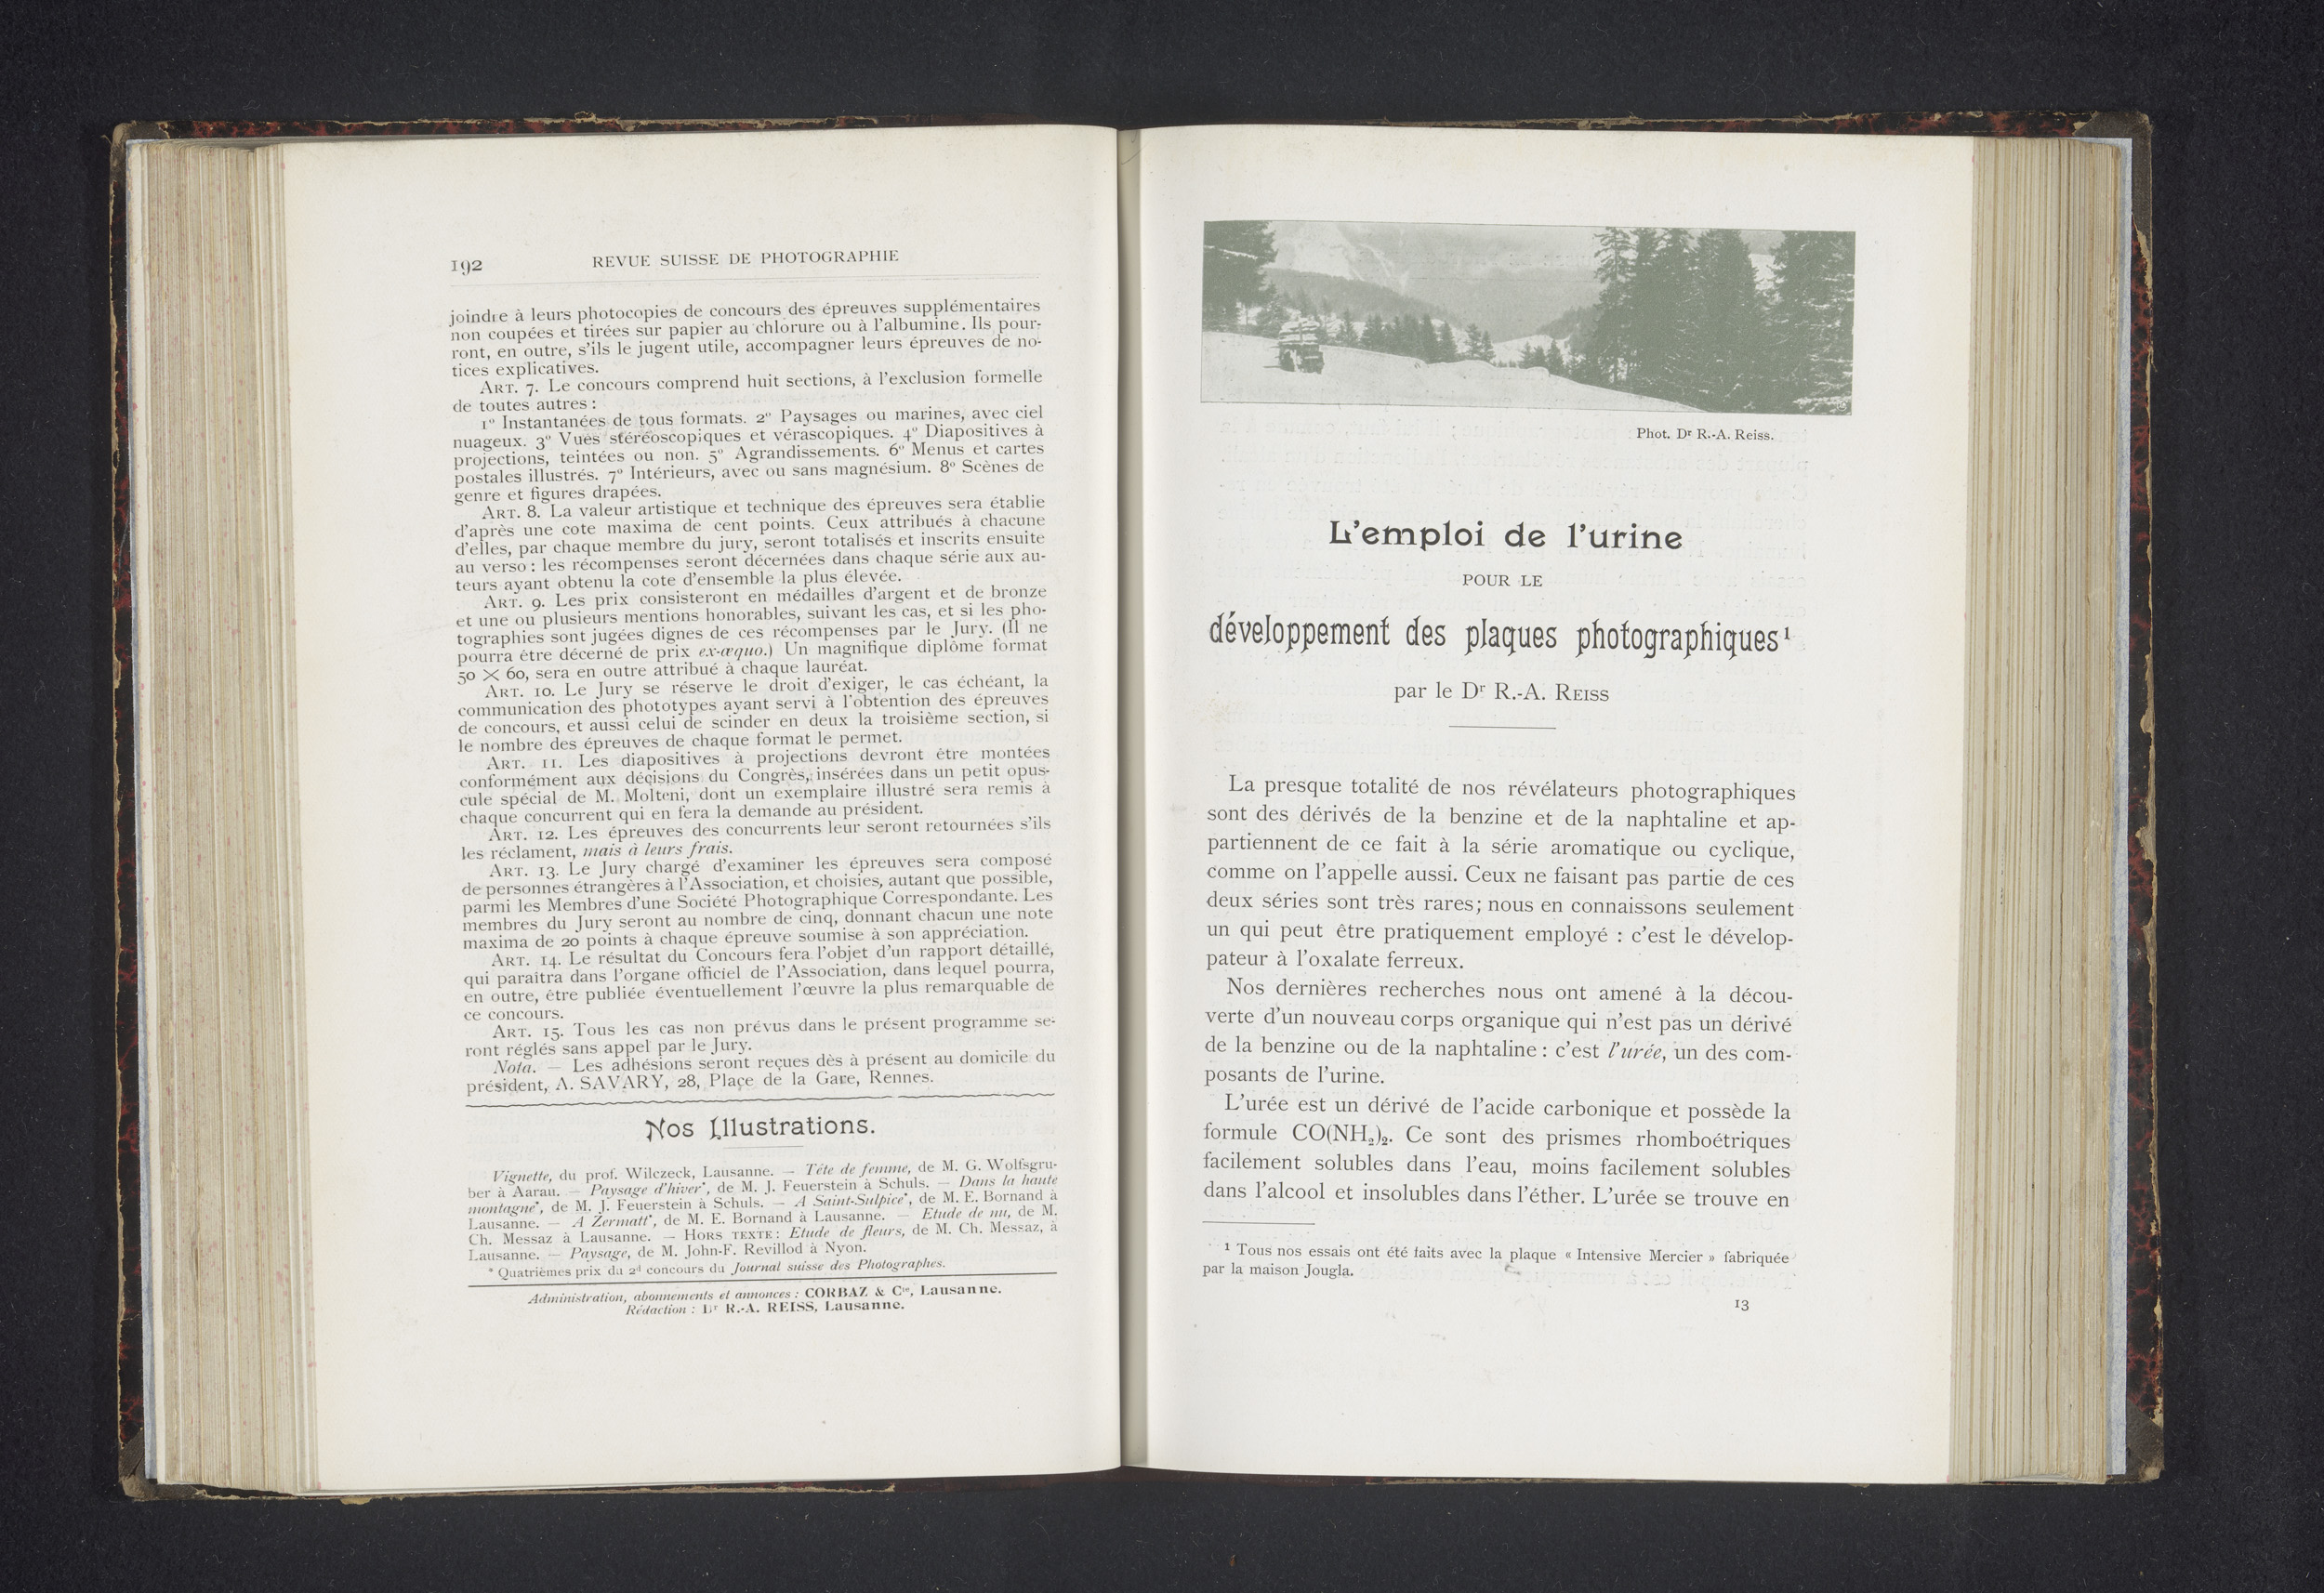 192 REVUE SUISSE DE PHOTOGRAPHIE
joindre à leurs photocopies de concours des épreuves supplémentaires
non coupées et tirées sur papier au chlorure ou à l'albumine. Ils pour-
ront, en outre, s'ils le jugent utile, accompagner leurs épreuves de no-
tices explicatives.
ART. 7. Le concours comprend huit sections, à l'exclusion formelle
de toutes autres :
1º Instantanées de tous formats. 2º Paysages ou marines, avec ciel
nuageux. 3º Vues stéréoscopiques et vérascopiques. 4º Diapositives à
projections, teintées ou non. 5º Agrandissements. 6º Menus et cartes
postales illustrés. 7º Intérieurs, avec ou sans magnésium. 8º Scènes de
genre et figures drapées.
ART. 8. La valeur artistique et technique des épreuves sera établie
d'après une cote maxima de cent points. Ceux attribués à chacune
d'elles, par chaque membre du jury, seront totalisés et inscrits ensuite
au verso : les récompenses seront décernées dans chaque série aux au-
teurs ayant obtenu la cote d'ensemble la plus élevée.
ART. 9. Les prix consisteront en médailles d'argent et de bronze
et une ou plusieurs mentions honorables, suivant les cas, et si les pho-
tographies sont jugées dignes de ces récompenses par le Jury. (Il ne
pourra être décerné de prix ex-æquo.) Un magnifique diplôme format
50 × 60, sera en outre attribué à chaque lauréat.
ART. 10. Le Jury se réserve le droit d'exiger, le cas échéant, la
communication des phototypes ayant servi à l'obtention des épreuves
de concours, et aussi celui de scinder en deux la troisième section, si
le nombre des épreuves de chaque format le permet.
ART. 11. Les diapositives à projections devront être montées
conformément aux décisions du Congrès, insérées dans un petit opus-
cule spécial de M. Molteni, dont un exemplaire illustré sera remis à
chaque concurrent qui en fera la demande au président.
ART. 12. Les épreuves des concurrents leur seront retournées s'ils
les réclament, mais à leurs frais.
ART. 13. Le Jury chargé d'examiner les épreuves sera composé
de personnes étrangères à l'Association, et choisies, autant que possible,
parmi les Membres d'une Société Photographique Correspondante. Les
membres du Jury seront au nombre de cinq, donnant chacun une note
maxima de 20 points à chaque épreuve soumise à son appréciation.
ART. 14. Le résultat du Concours fera l'objet d'un rapport détaillé,
qui paraîtra dans l'organe officiel de l'Association, dans lequel pourra,
en outre, être publiée éventuellement l'œuvre la plus remarquable de
ce concours.
ART. 15. Tous les cas non prévus dans le présent programme se-
ront réglés sans appel par le Jury.
Nota. — Les adhésions seront reçues dès à présent au domicile du
président, A. SAVARY, 28, Place de la Gare, Rennes.
Nos Illustrations.
Vignette, du prof. Wilczeck, Lausanne. — Tête de femme, de M. G. Wolfsgru-
ber à Aarau. — Paysage d'hiver*, de M. J. Feuerstein à Schuls. — Dans la haute
montagne*, de M. J. Feuerstein à Schuls. — A Saint-Sulpice*, de M. E. Bornand à
Lausanne. — A Zermatt*, de M. E. Bornand à Lausanne. — Etude de nu, de M.
Ch. Messaz à Lausanne. — HORS TEXTE : Etude de fleurs, de M. Ch. Messaz, à
Lausanne. — Paysage, de M. John-F. Revillod à Nyon.
* Quatrièmes prix du 2d concours du Journal suisse des Photographes.
Administration, abonnements et annonces : CORBAZ & Cie, Lausanne.
Rédaction : Dr R.-A. REISS, Lausanne.
Phot. Dr R.-A. Reiss.
L'emploi de l'urine
POUR LE
développement des plaques photographiques¹
par le Dr R.-A. REISS
La presque totalité de nos révélateurs photographiques
sont des dérivés de la benzine et de la naphtaline et ap-
partiennent de ce fait à la série aromatique ou cyclique,
comme on l'appelle aussi. Ceux ne faisant pas partie de ces
deux séries sont très rares; nous en connaissons seulement
un qui peut être pratiquement employé : c'est le dévelop-
pateur à l'oxalate ferreux.
Nos dernières recherches nous ont amené à la décou-
verte d'un nouveau corps organique qui n'est pas un dérivé
de la benzine ou de la naphtaline : c'est l'urée, un des com-
posants de l'urine.
L'urée est un dérivé de l'acide carbonique et possède la
formule CO(NH₂)₂. Ce sont des prismes rhomboétriques
facilement solubles dans l'eau, moins facilement solubles
dans l'alcool et insolubles dans l'éther. L'urée se trouve en
¹ Tous nos essais ont été faits avec la plaque « Intensive Mercier » fabriquée
par la maison Jougla.
13